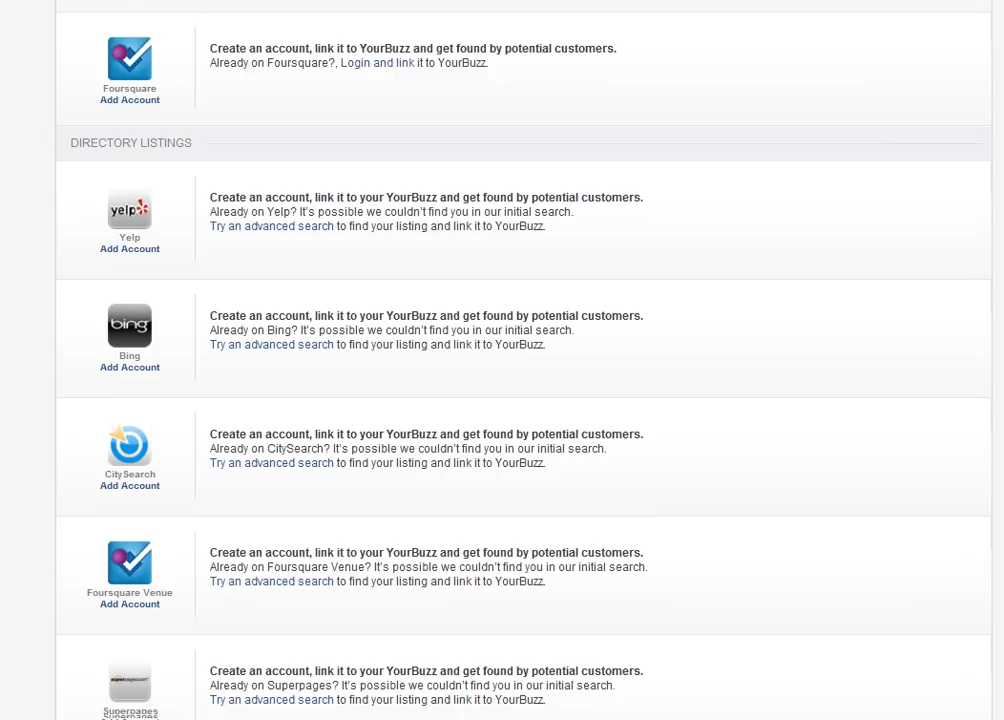 Create an account, link it to YourBuzz and get found by potential customers.
Already on Foursquare?, Login and link it to YourBuzz.
Foursquare
Add Account
DIRECTORY LISTINGS
Create an account, link it to your YourBuzz and get found by potential customers.
Already on Yelp? It's possible we couldn't find you in our initial search.
Try an advanced search to find your listing and link it to YourBuzz.
yelp
Yelp
Add Account
Create an account, link it to your YourBuzz and get found by potential customers.
Already on Bing? It's possible we couldn't find you in our initial search.
Try an advanced search to find your listing and link it to YourBuzz.
bing
Bing
Add Account
Create an account, link it to your YourBuzz and get found by potential customers.
Already on CitySearch? It's possible we couldn't find you in our initial search.
Try an advanced search to find your listing and link it to YourBuzz.
CitySearch
Add Account
Create an account, link it to your YourBuzz and get found by potential customers.
Already on Foursquare Venue? It's possible we couldn't find you in our initial search.
Try an advanced search to find your listing and link it to YourBuzz.
Foursquare Venue
Add Account
Create an account, link it to your YourBuzz and get found by potential customers.
Already on Superpages? It's possible we couldn't find you in our initial search.
Try an advanced search to find your listing and link it to YourBuzz.
superpages.com
Superpages